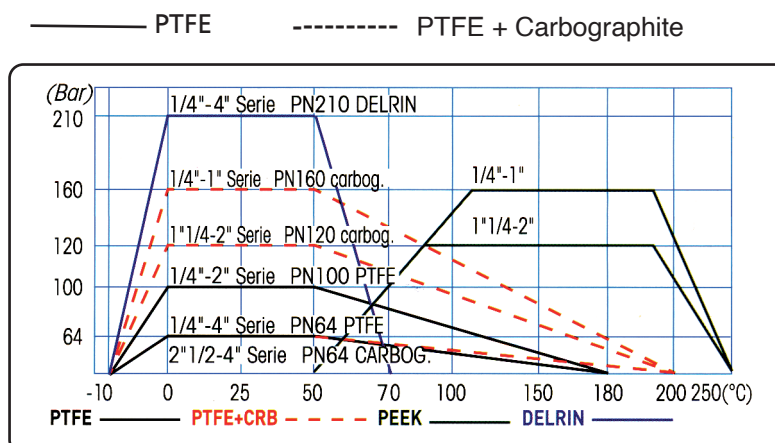 PTFE PTFE + Carbographite
(Bar)
210
160
120
100
64
1/4"-4" Serie PN210 DELRIN
1/4"-1" Serie PN160 carbog.
1/4"-1"
1"1/4-2" Serie PN120 carbog.
1"1/4-2"
1/4"-2" Serie PN100 PTFE
1/4"-4" Serie PN64 PTFE
2"1/2-4" Serie PN64 CARBOG.
-10 0 25 50 70 100 150 180 200 250(°C)
PTFE PTFE+CRB PEEK DELRIN